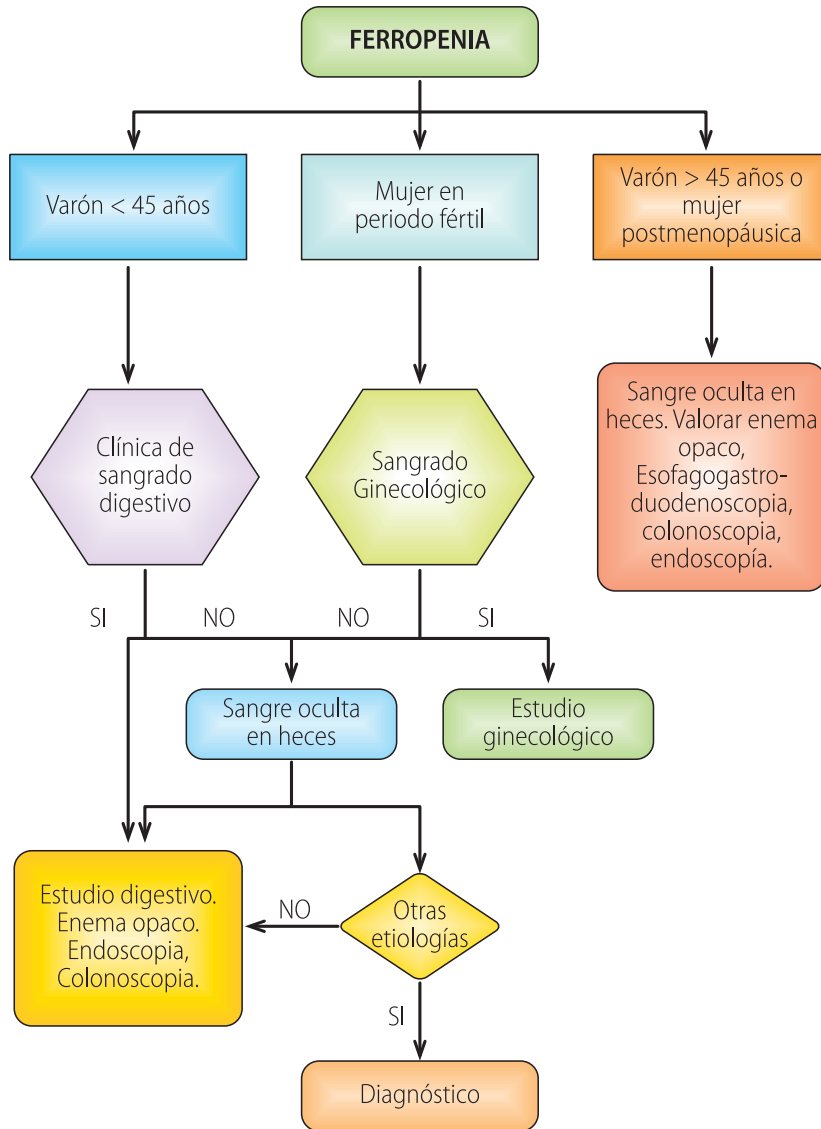 FERROPENIA
Varón < 45 años
Mujer en
periodo fértil
Varón > 45 años o
mujer
postmenopáusica
Clínica de
sangrado
digestivo
Sangrado
Ginecológico
Sangre oculta en
heces. Valorar enema
opaco,
Esofagogastro-
duodenoscopia,
colonoscopia,
endoscopía.
SI
NO
NO
SI
Sangre oculta
en heces
Estudio
ginecológico
Estudio digestivo.
Enema opaco.
Endoscopia,
Colonoscopia.
NO
Otras
etiologías
SI
Diagnóstico